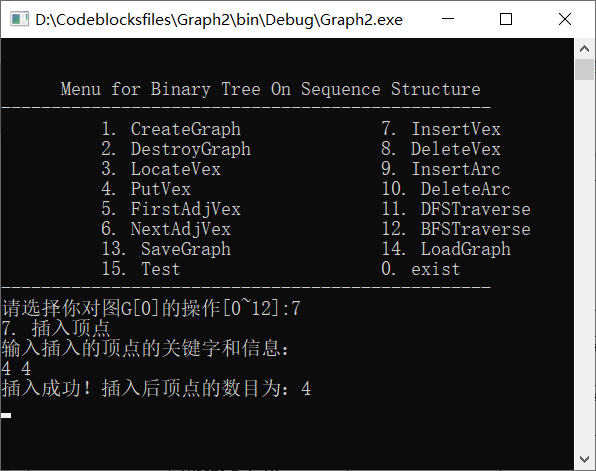 D:\Codeblocksfiles\Graph2\bin\Debug\Graph2.exe
Menu for Binary Tree On Sequence Structure
-------------------------------------------------
1. CreateGraph 7. InsertVex
2. DestroyGraph 8. DeleteVex
3. LocateVex 9. InsertArc
4. PutVex 10. DeleteArc
5. FirstAdjVex 11. DFSTraverse
6. NextAdjVex 12. BFSTraverse
13. SaveGraph 14. LoadGraph
15. Test 0. exist
-------------------------------------------------
请选择你对图G[0]的操作[0~12]:7
7. 插入顶点
输入插入的顶点的关键字和信息：
4 4
插入成功！插入后顶点的数目为：4